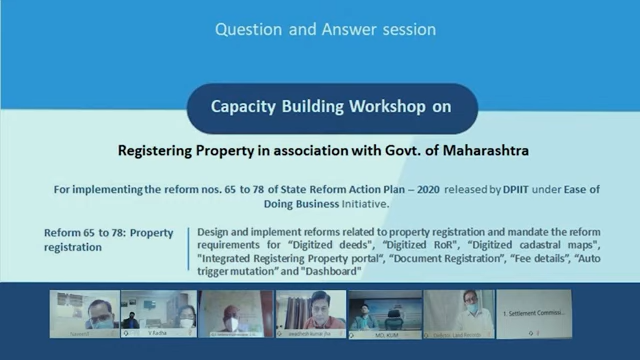 Question and Answer session
Capacity Building Workshop on
Registering Property in association with Govt. of Maharashtra
For implementing the reform nos. 65 to 78 of State Reform Action Plan – 2020 released by DPIIT under Ease of
Doing Business Initiative.
Reform 65 to 78: Property
registration
Design and implement reforms related to property registration and mandate the reform
requirements for “Digitized deeds", “Digitized RoR", "Digitized cadastral maps",
"Integrated Registering Property portal“, “Document Registration”, “Fee details”, “Auto
trigger mutation” and "Dashboard"
V Radha
t. Settlement Commissi..